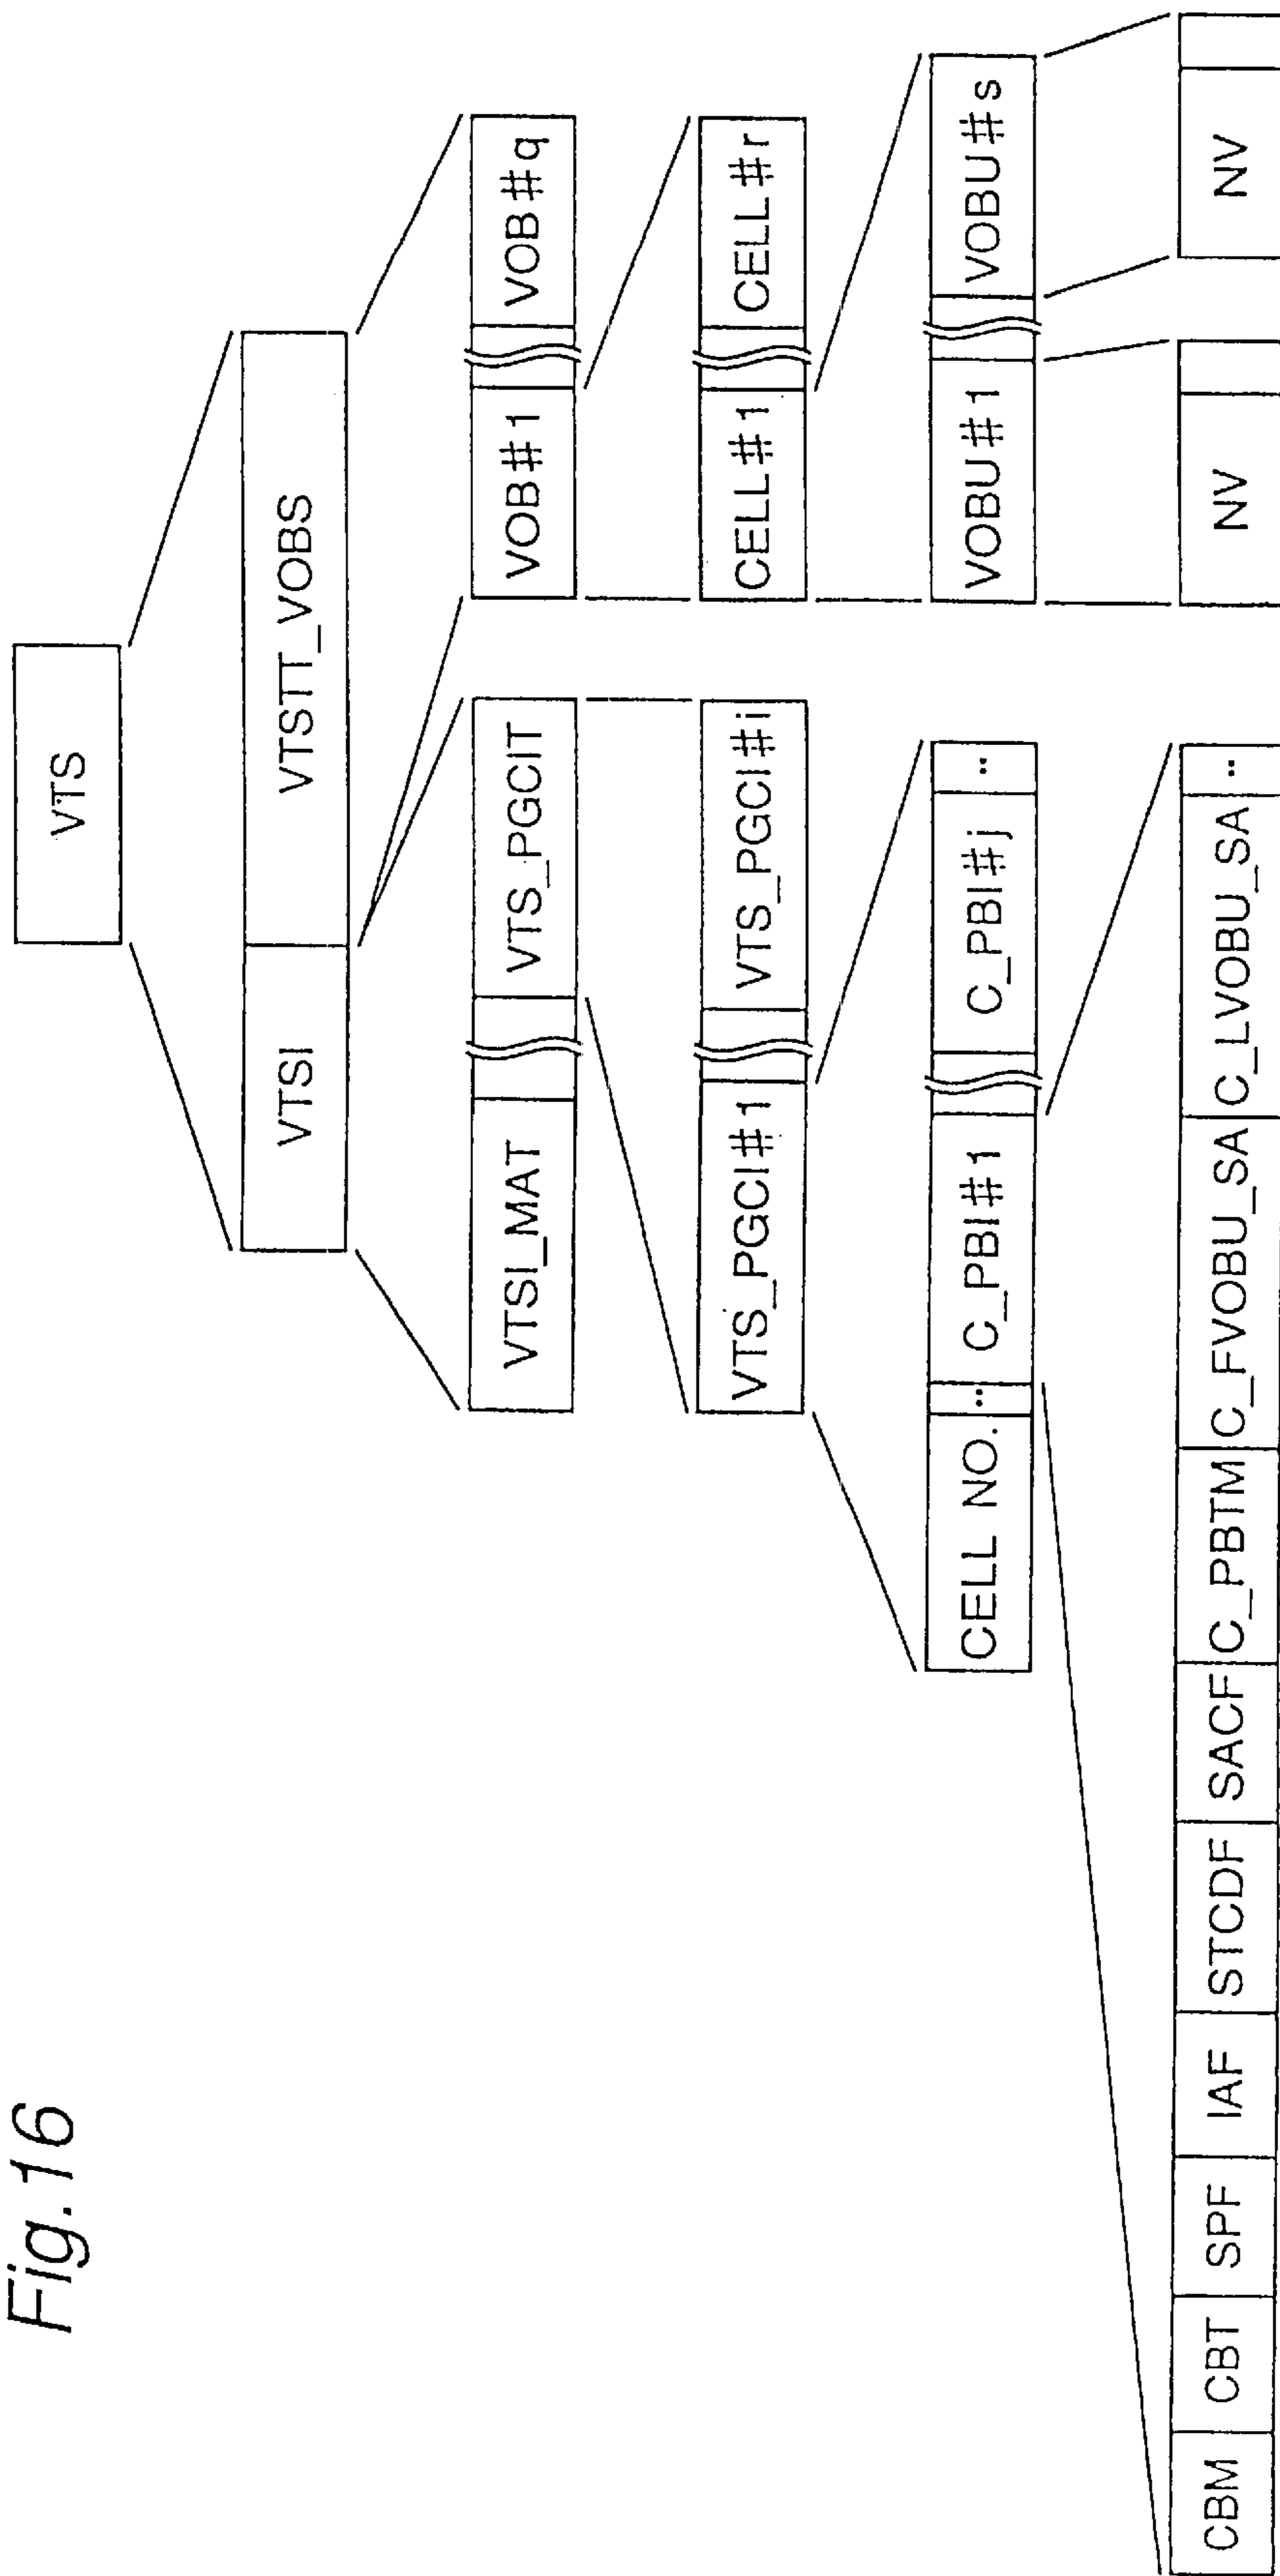 Fig.16
VTS
VTSI VTSTT_VOBS
VTSI_MAT VTS_PGCIT VOB#1 VOB#q
VTS_PGCI#1 VTS_PGCI#i CELL#1 CELL#r
CELL NO. ‥ C_PBI#1 C_PBI#j ‥ VOBU#1 VOBU#s
CBM CBT SPF IAF STCDF SACF C_PBTM C_FVOBU_SA C_LVOBU_SA ‥ NV NV